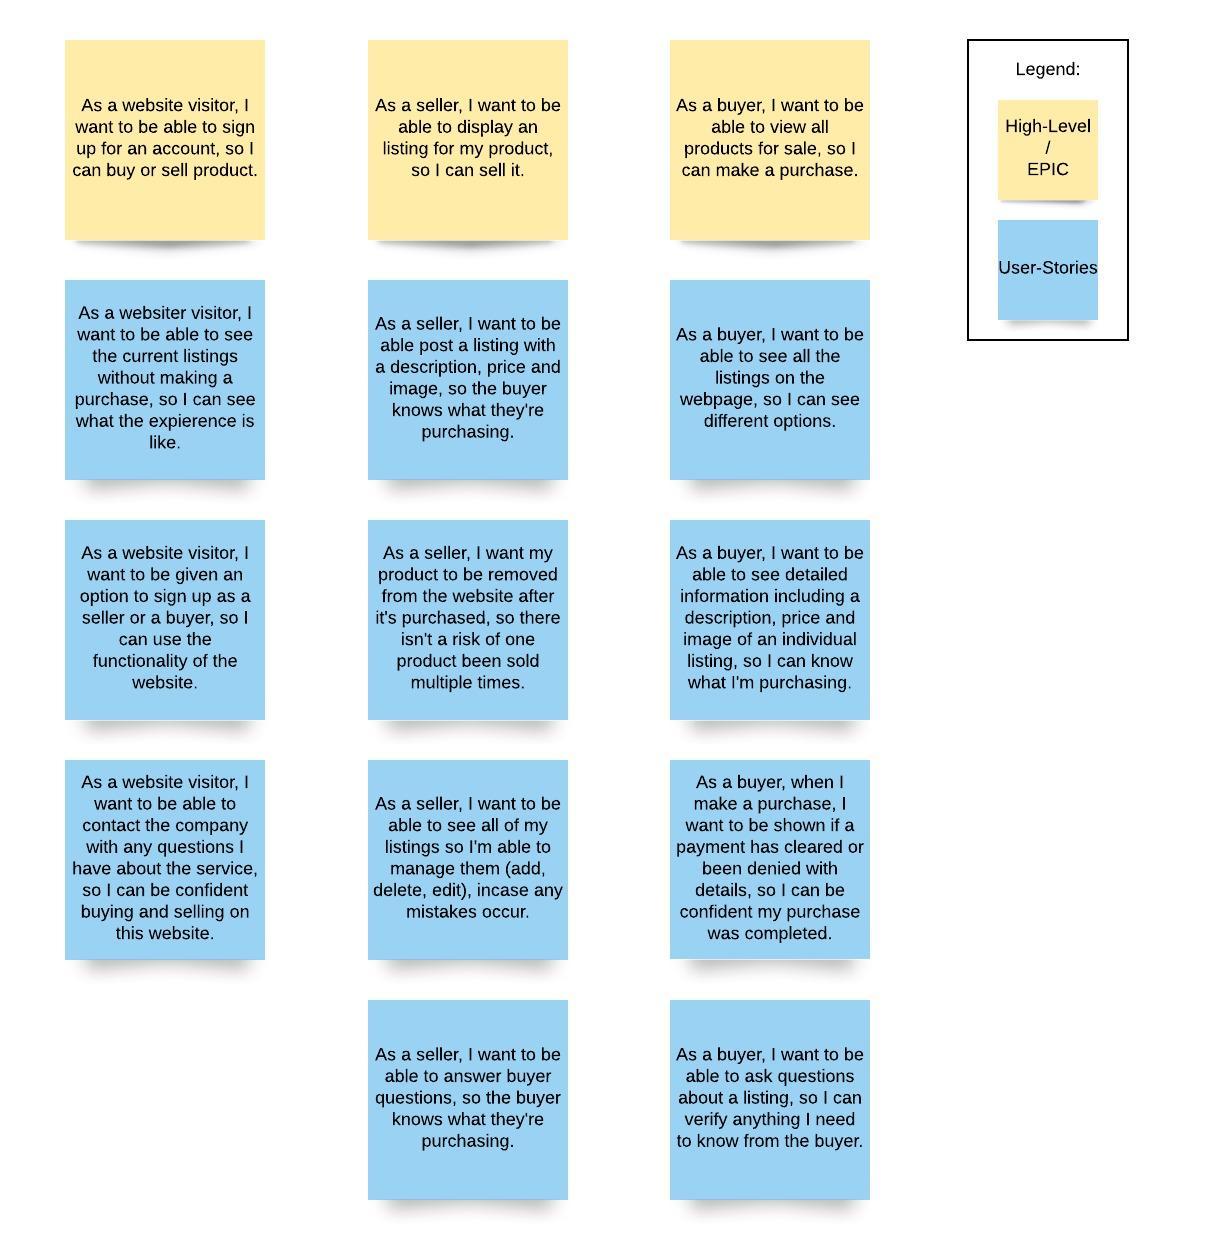 As a website visitor, I
want to be able to sign
up for an account, so I
can buy or sell product.
As a seller, I want to be
able to display an
listing for my product,
so I can sell it.
As a buyer, I want to be
able to view all
products for sale, so I
can make a purchase.
Legend:
High-Level
/
EPIC
User-Stories
As a websiter visitor, I
want to be able to see
the current listings
without making a
purchase, so I can see
what the expierence is
like.
As a seller, I want to be
able post a listing with
a description, price and
image, so the buyer
knows what they're
purchasing.
As a buyer, I want to be
able to see all the
listings on the
webpage, so I can see
different options.
As a website visitor, I
want to be given an
option to sign up as a
seller or a buyer, so I
can use the
functionality of the
website.
As a seller, I want my
product to be removed
from the website after
it's purchased, so there
isn't a risk of one
product been sold
multiple times.
As a buyer, I want to be
able to see detailed
information including a
description, price and
image of an individual
listing, so I can know
what I'm purchasing.
As a website visitor, I
want to be able to
contact the company
with any questions I
have about the service,
so I can be confident
buying and selling on
this website.
As a seller, I want to be
able to see all of my
listings so I'm able to
manage them (add,
delete, edit), incase any
mistakes occur.
As a buyer, when I
make a purchase, I
want to be shown if a
payment has cleared or
been denied with
details, so I can be
confident my purchase
was completed.
As a seller, I want to be
able to answer buyer
questions, so the buyer
knows what they're
purchasing.
As a buyer, I want to be
able to ask questions
about a listing, so I can
verify anything I need
to know from the buyer.